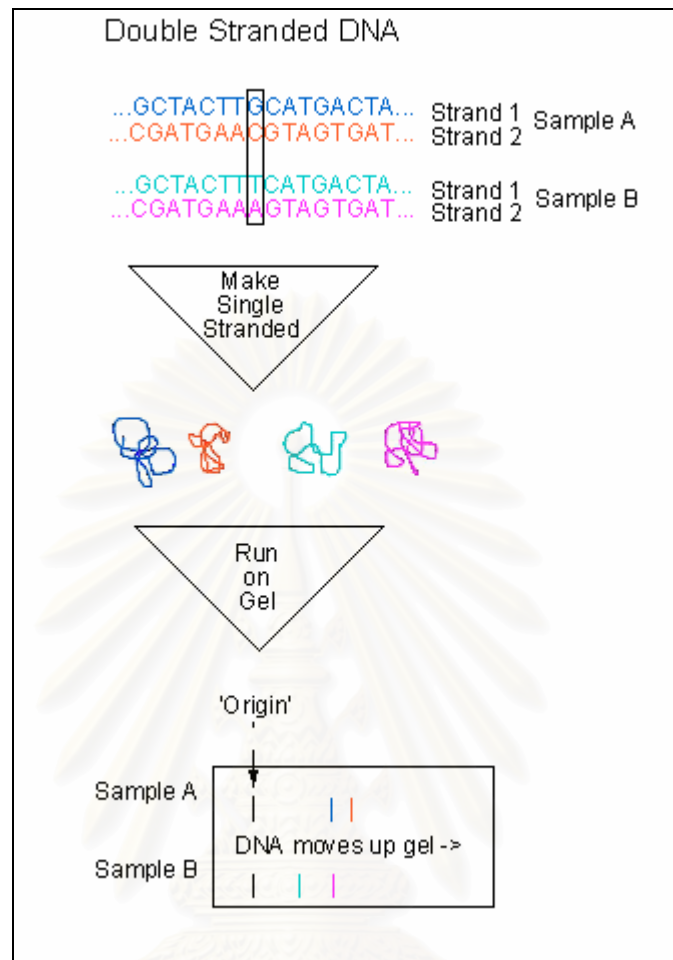 Double Stranded DNA
...GCTACTTGCATGACTA... Strand 1 Sample A
...CGATGAACGTAGTGAT... Strand 2
...GCTACTTTCATGACTA... Strand 1 Sample B
...CGATGAAAGTAGTGAT... Strand 2
Make
Single
Stranded
Run
on
Gel
'Origin'
Sample A
DNA moves up gel ->
Sample B